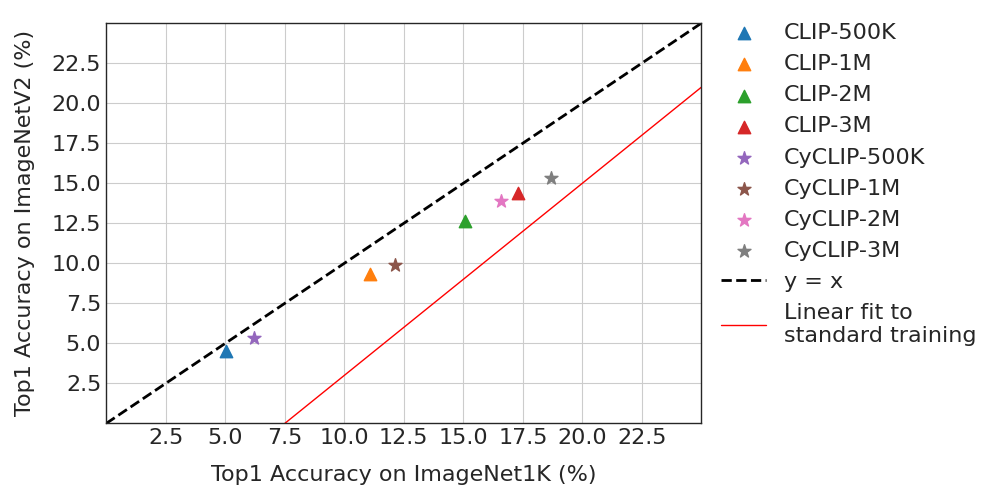 Top1 Accuracy on ImageNetV2 (%)
22.5
20.0
17.5
15.0
12.5
10.0
7.5
5.0
2.5
2.5 5.0 7.5 10.0 12.5 15.0 17.5 20.0 22.5
Top1 Accuracy on ImageNet1K (%)
CLIP-500K
CLIP-1M
CLIP-2M
CLIP-3M
CyCLIP-500K
CyCLIP-1M
CyCLIP-2M
CyCLIP-3M
y = x
Linear fit to
standard training